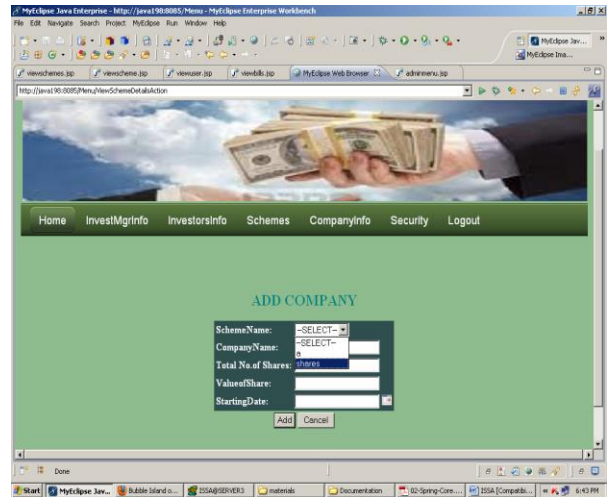 MyEclipse Java Enterprise - http://java198:8085/Menu - MyEclipse Enterprise Workbench
File Edit Navigate Search Project MyEclipse Run Window Help
MyEclipse Jav...
MyEclipse Ima...
viewschemes.jsp viewscheme.jsp viewuser.jsp viewbills.jsp MyEclipse Web Browser adminmenu.jsp
http://java198:8085/Menu/ViewSchemeDetailsAction
Home InvestMgrInfo InvestorsInfo Schemes CompanyInfo Security Logout
ADD COMPANY
SchemeName: --SELECT--
--SELECT--
CompanyName:
a
Total No.of Shares: shares
ValueofShare:
StartingDate:
Add Cancel
Done
Start MyEclipse Jav... Bubble Island o... ISSA@SERVER3 materials Documentation 02-Spring-Core.... ISSA [Compatibi... 6:43 PM